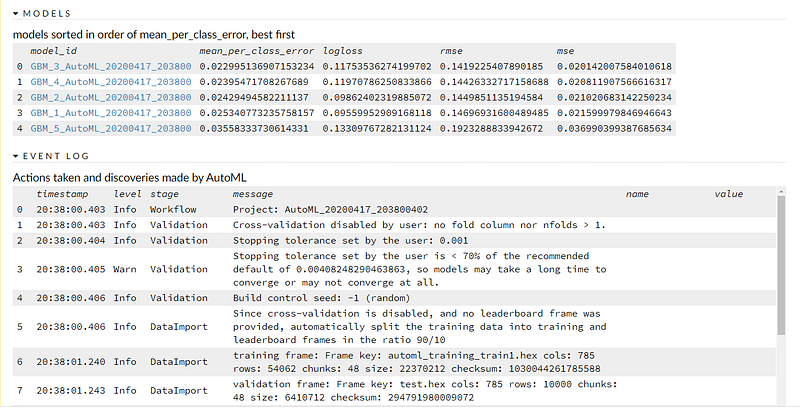 MODELS
models sorted in order of mean_per_class_error, best first
model_id mean_per_class_error logloss rmse mse
0 GBM_3_AutoML_20200417_203800 0.022995136907153234 0.11753536274199702 0.1419225407890185 0.020142007584010618
1 GBM_4_AutoML_20200417_203800 0.02395471708267689 0.11970786250833866 0.14426332717158688 0.020811907566616317
2 GBM_2_AutoML_20200417_203800 0.02429494582211137 0.09862402319885072 0.1449851135194584 0.021020683142250234
3 GBM_1_AutoML_20200417_203800 0.025340773235758157 0.09559952909168118 0.14696931600489485 0.021599979846946643
4 GBM_5_AutoML_20200417_203800 0.03558333730614331 0.13309767282131124 0.1923288833942672 0.036990399387685634
EVENT LOG
Actions taken and discoveries made by AutoML
timestamp level stage message name value
0 20:38:00.403 Info Workflow Project: AutoML_20200417_203800402
1 20:38:00.403 Info Validation Cross-validation disabled by user: no fold column nor nfolds > 1.
2 20:38:00.404 Info Validation Stopping tolerance set by the user: 0.001
Stopping tolerance set by the user is < 70% of the recommended
3 20:38:00.405 Warn Validation default of 0.00408248290463863, so models may take a long time to
converge or may not converge at all.
4 20:38:00.406 Info Validation Build control seed: -1 (random)
Since cross-validation is disabled, and no leaderboard frame was
5 20:38:00.406 Info DataImport provided, automatically split the training data into training and
leaderboard frames in the ratio 90/10
6 20:38:01.240 Info DataImport training frame: Frame key: automl_training_train1.hex cols: 785
rows: 54062 chunks: 48 size: 22370212 checksum: 1030044261785588
7 20:38:01.243 Info DataImport validation frame: Frame key: test.hex cols: 785 rows: 10000 chunks:
48 size: 6410712 checksum: 294791980009072